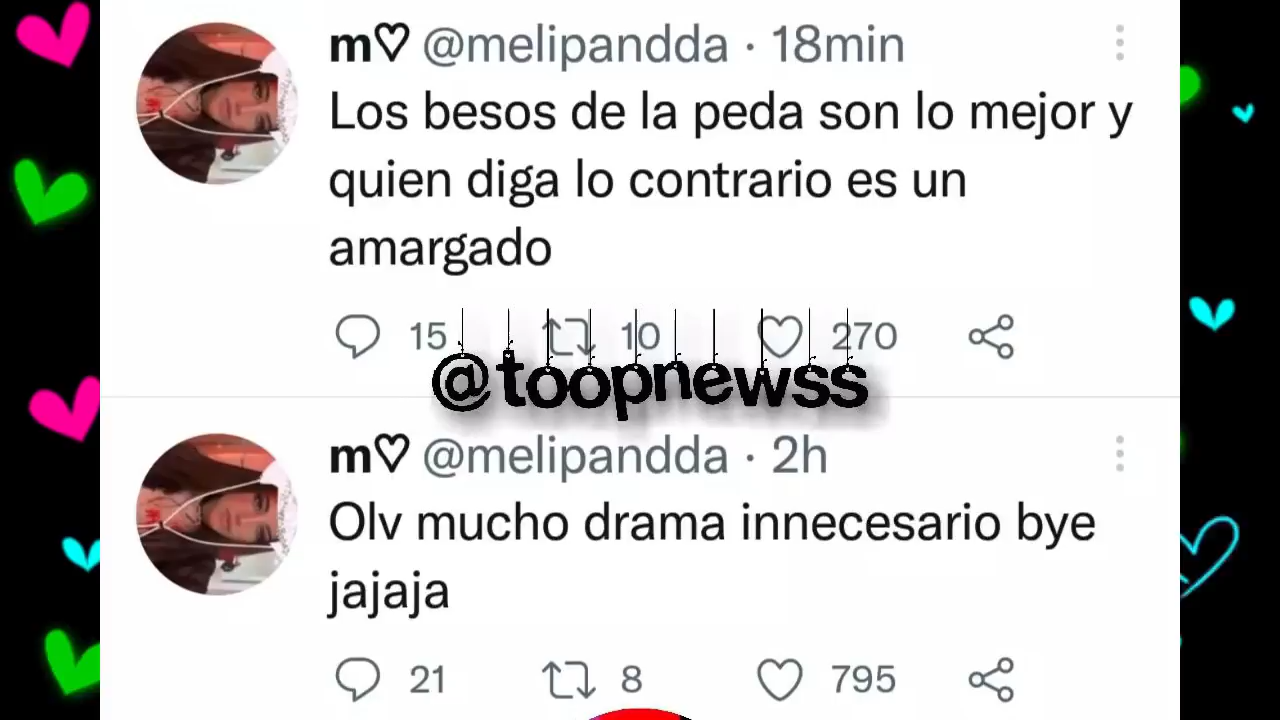 m♡ @melipandda · 18min
Los besos de la peda son lo mejor y
quien diga lo contrario es un
amargado
15 10 270
@toopnewss
m♡ @melipandda · 2h
Olv mucho drama innecesario bye
jajaja
21 8 795